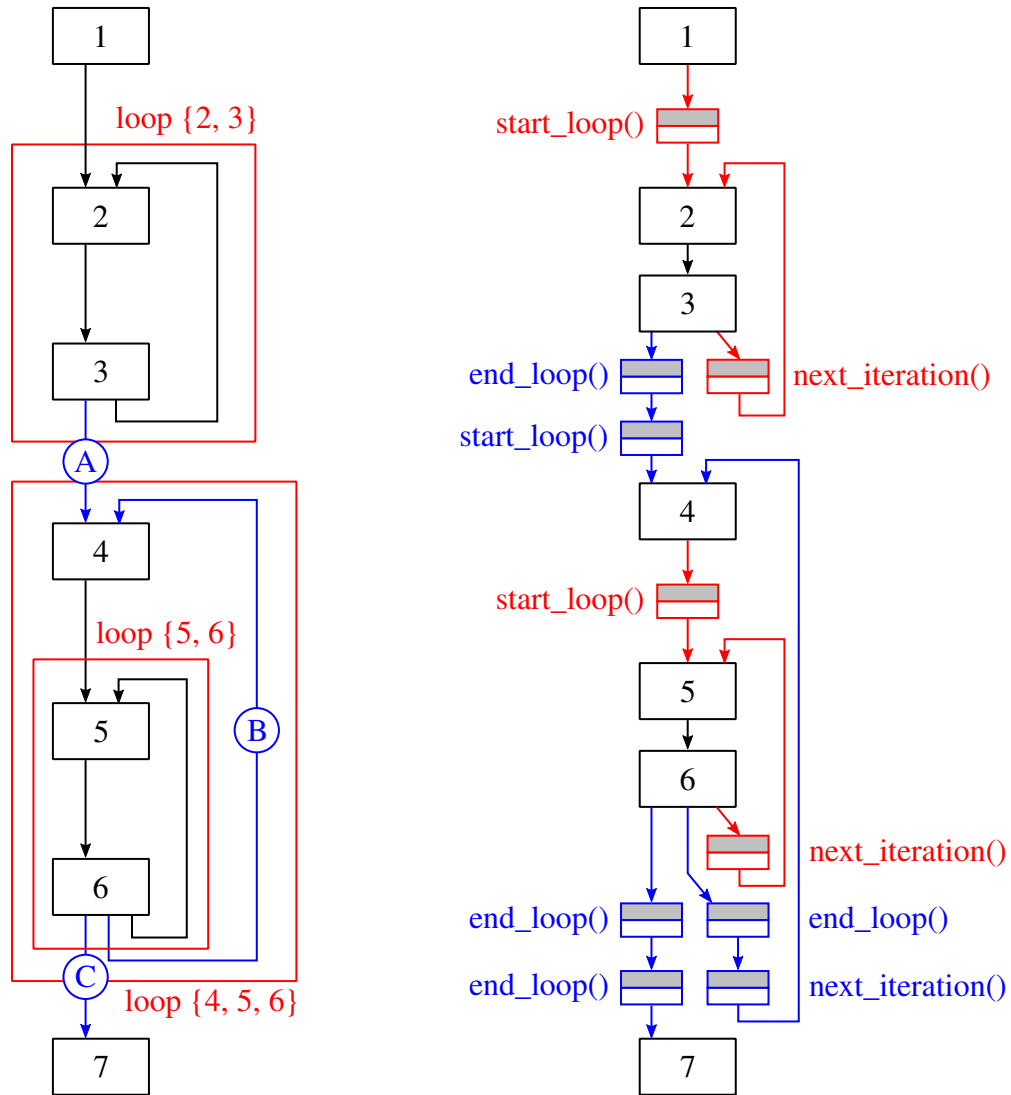 1
loop {2, 3}
2
3
A
4
loop {5, 6}
5
B
6
C
loop {4, 5, 6}
7
1
start_loop()
2
3
end_loop()
next_iteration()
start_loop()
4
start_loop()
5
6
next_iteration()
end_loop()
end_loop()
end_loop()
next_iteration()
7